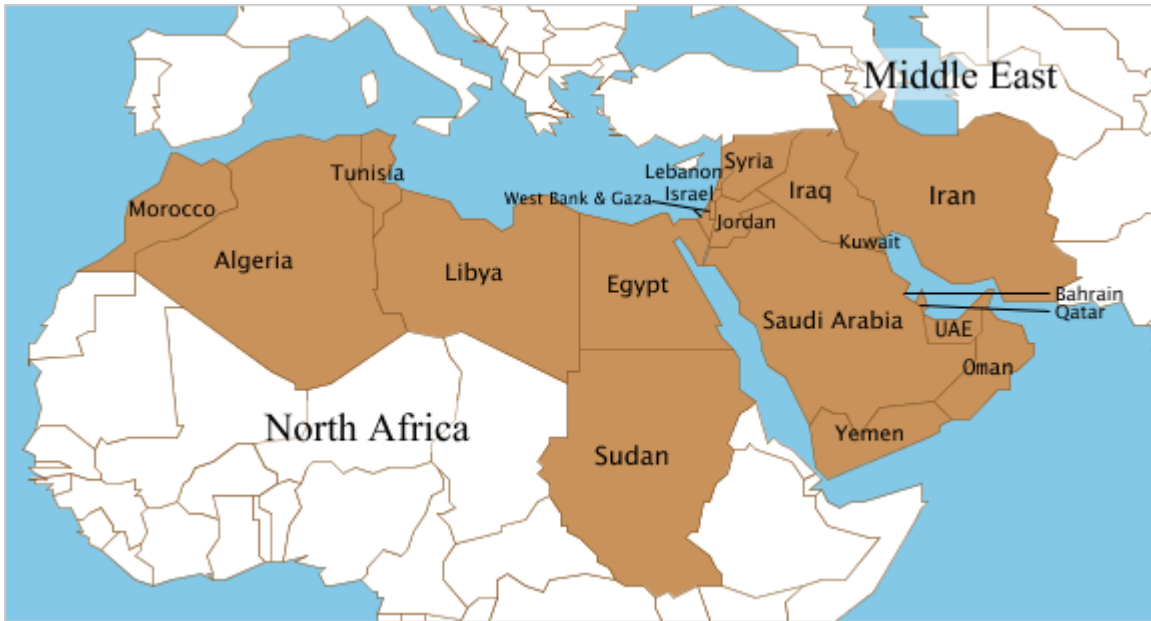 Middle East
Tunisia
Lebanon
Syria
Israel
West Bank & Gaza
Iraq
Iran
Morocco
Jordan
Kuwait
Algeria
Libya
Egypt
Bahrain
Qatar
Saudi Arabia
UAE
Oman
North Africa
Yemen
Sudan